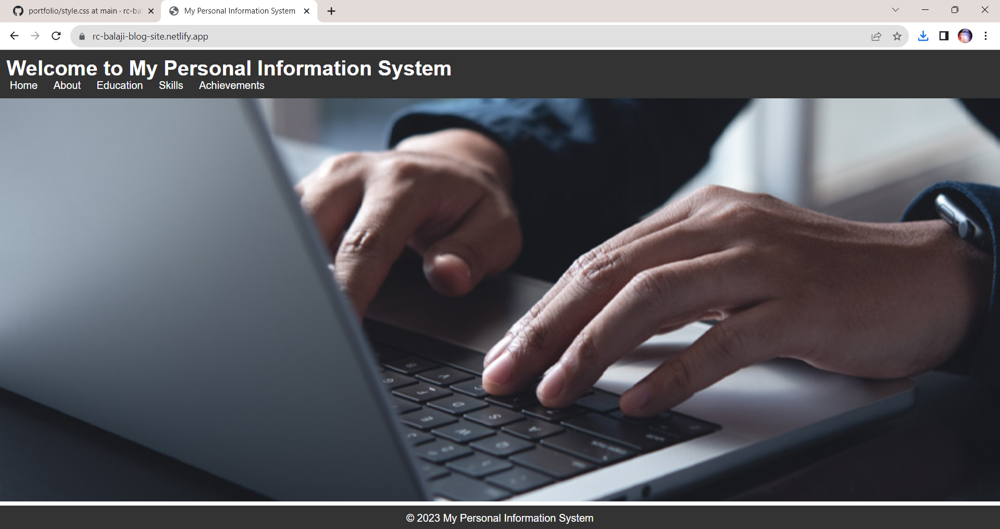 portfolio/style.css at main · rc-ba
My Personal Information System
rc-balaji-blog-site.netlify.app
Welcome to My Personal Information System
Home About Education Skills Achievements
© 2023 My Personal Information System